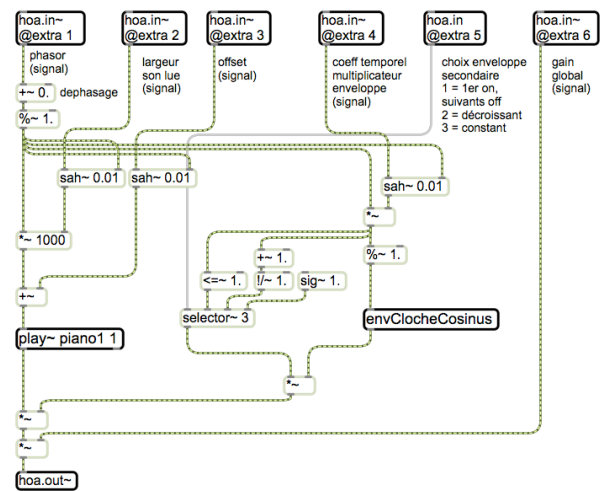 hoa.in~ hoa.in~ hoa.in~ hoa.in~ hoa.in hoa.in~
@extra 1 @extra 2 @extra 3 @extra 4 @extra 5 @extra 6
phasor
(signal)
largeur
son lue
(signal)
offset
(signal)
coeff temporel
multiplicateur
enveloppe
(signal)
choix enveloppe
secondaire
1 = 1er on,
suivants off
2 = décroissant
3 = constant
gain
global
(signal)
+~ 0. dephasage
%~ 1.
sah~ 0.01 sah~ 0.01 sah~ 0.01
*~
*~ 1000
%~ 1.
+~ 1.
<=~ 1. !/~ 1. sig~ 1.
+~
selector~ 3 envClocheCosinus
play~ piano1 1
*~
*~
*~
hoa.out~